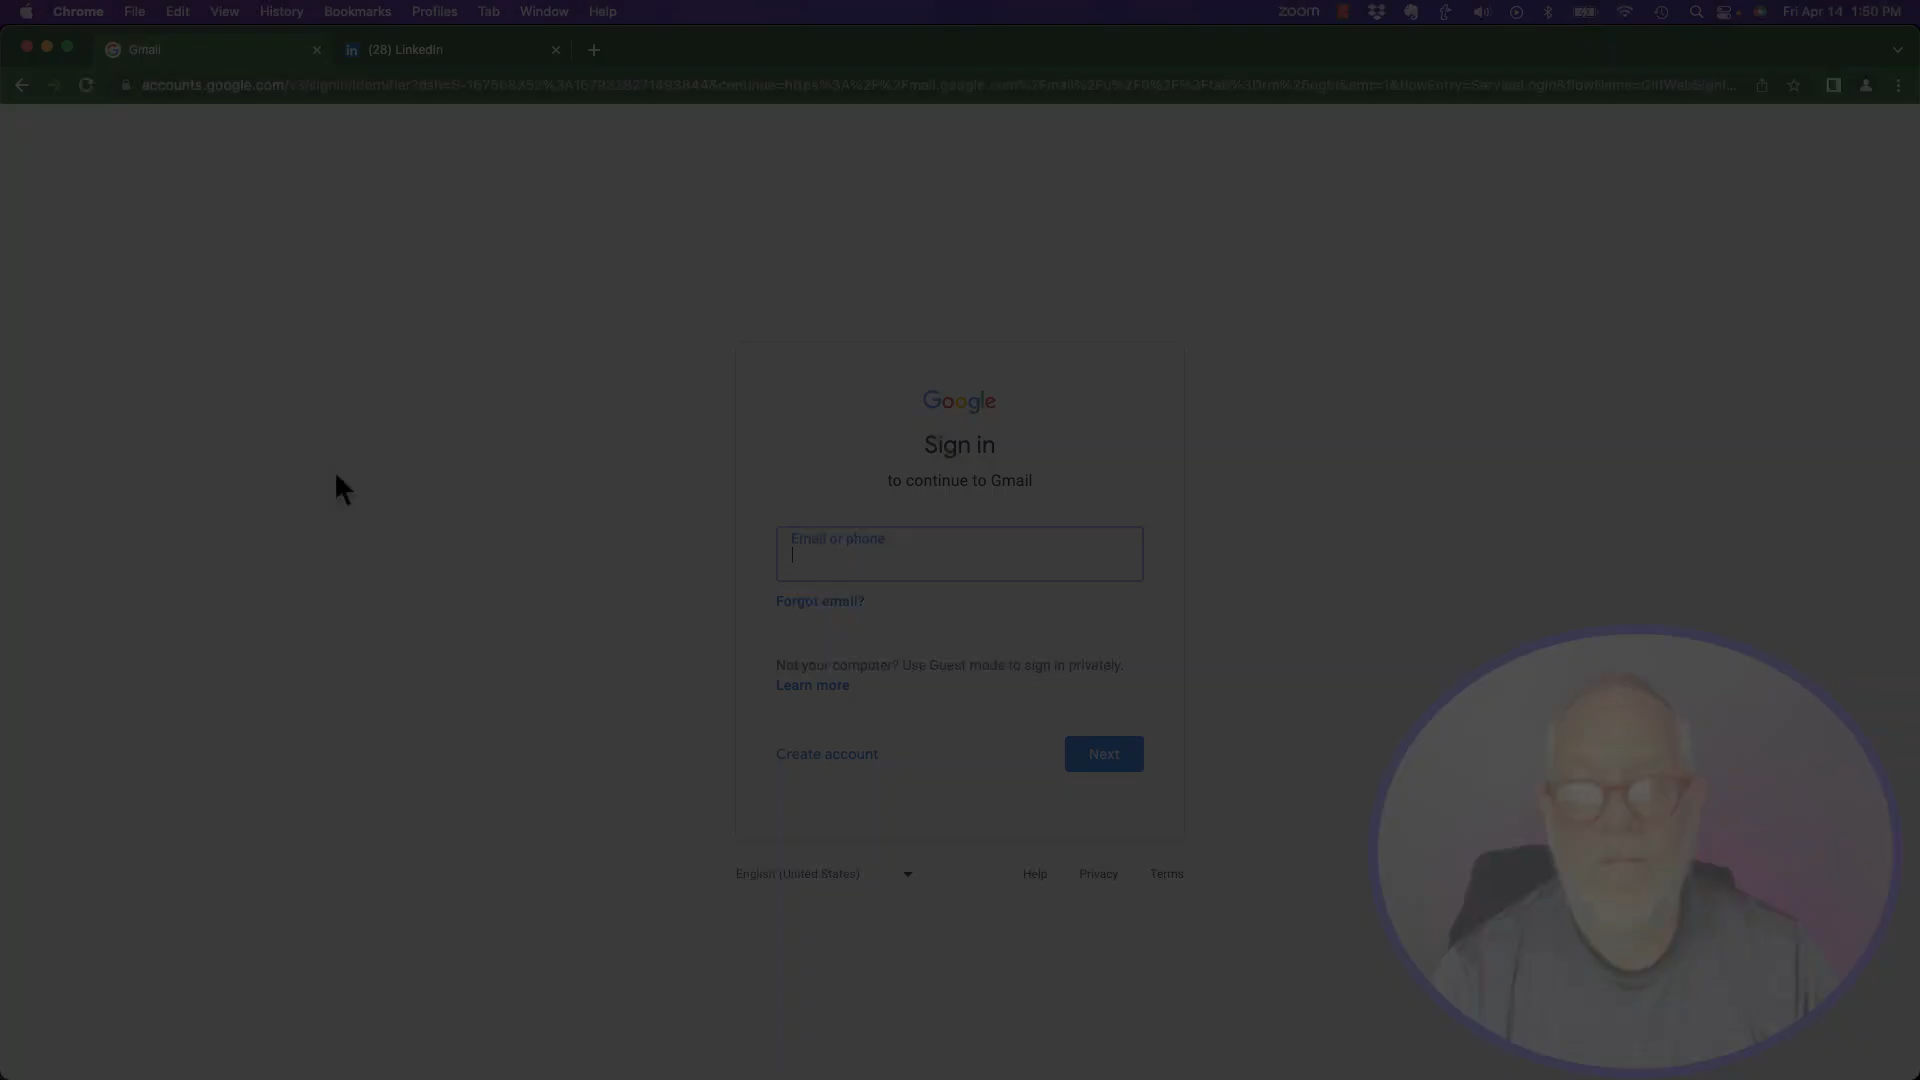 Chrome File Edit View History Bookmarks Profiles Tab Window Help zoom Fri Apr 14 1:50 PM
Gmail (28) LinkedIn
accounts.google.com
Google
Sign in
to continue to Gmail
Email or phone
Forgot email?
Not your computer? Use Guest mode to sign in privately.
Learn more
Create account Next
English (United States) Help Privacy Terms